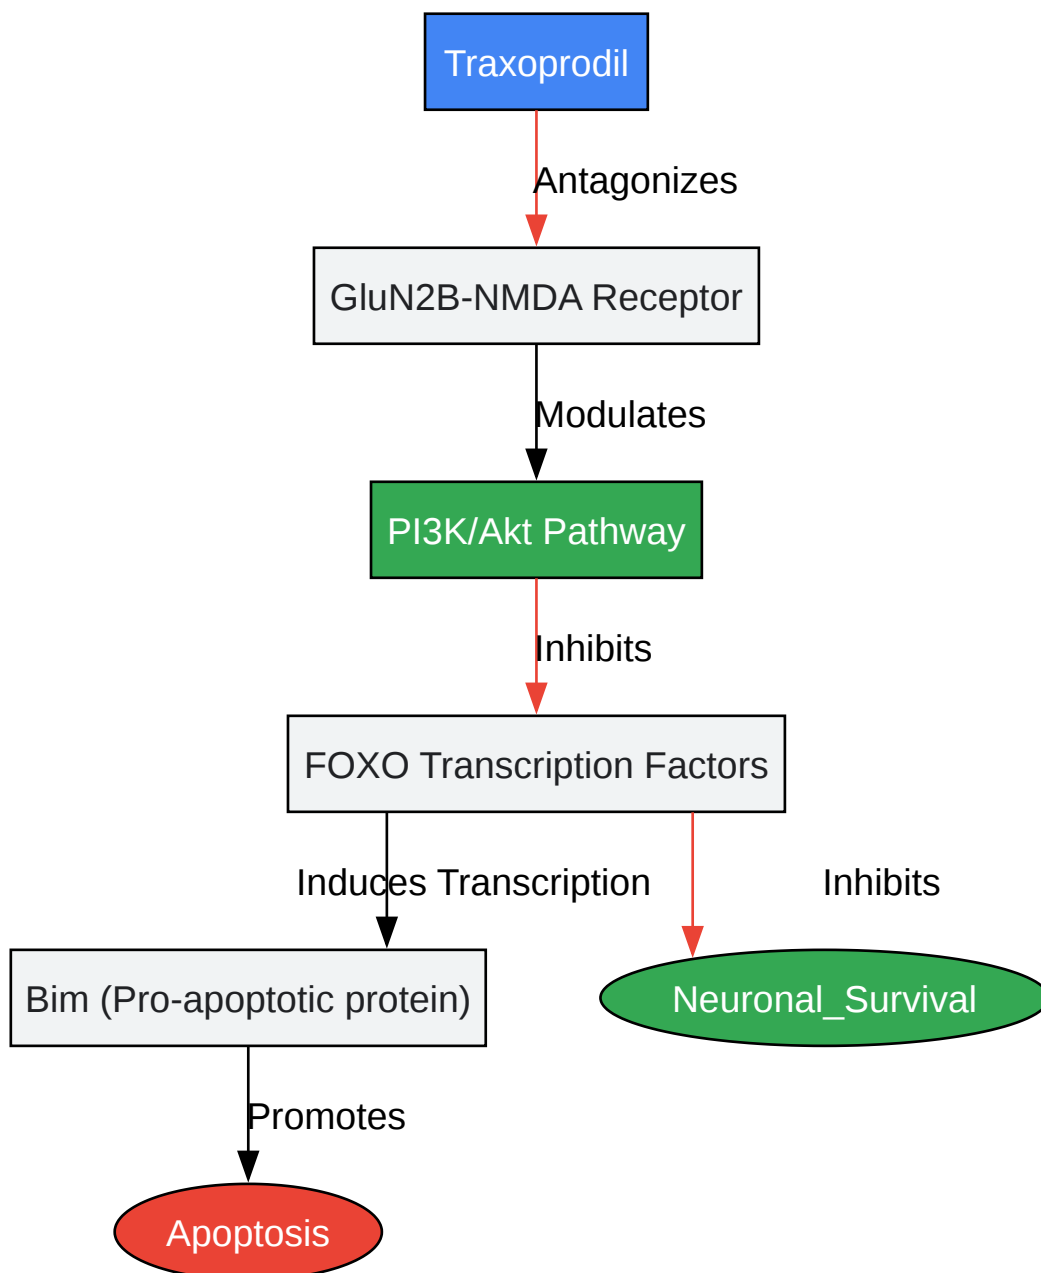 Traxoprodil
Antagonizes
GluN2B-NMDA Receptor
Modulates
PI3K/Akt Pathway
Inhibits
FOXO Transcription Factors
Induces Transcription
Inhibits
Bim (Pro-apoptotic protein)
Neuronal_Survival
Promotes
Apoptosis